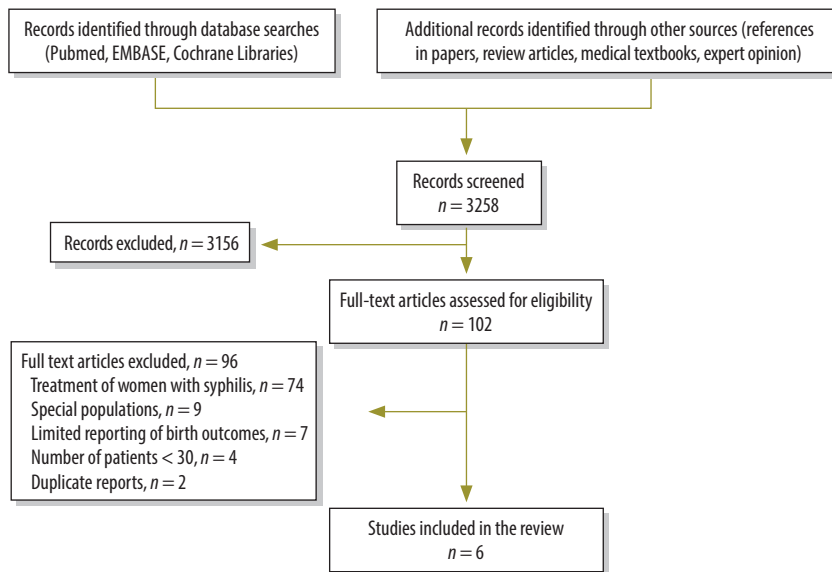 Records identified through database searches
(Pubmed, EMBASE, Cochrane Libraries)
Additional records identified through other sources (references
in papers, review articles, medical textbooks, expert opinion)
Records screened
n = 3258
Records excluded, n = 3156
Full-text articles assessed for eligibility
n = 102
Full text articles excluded, n = 96
Treatment of women with syphilis, n = 74
Special populations, n = 9
Limited reporting of birth outcomes, n = 7
Number of patients < 30, n = 4
Duplicate reports, n = 2
Studies included in the review
n = 6